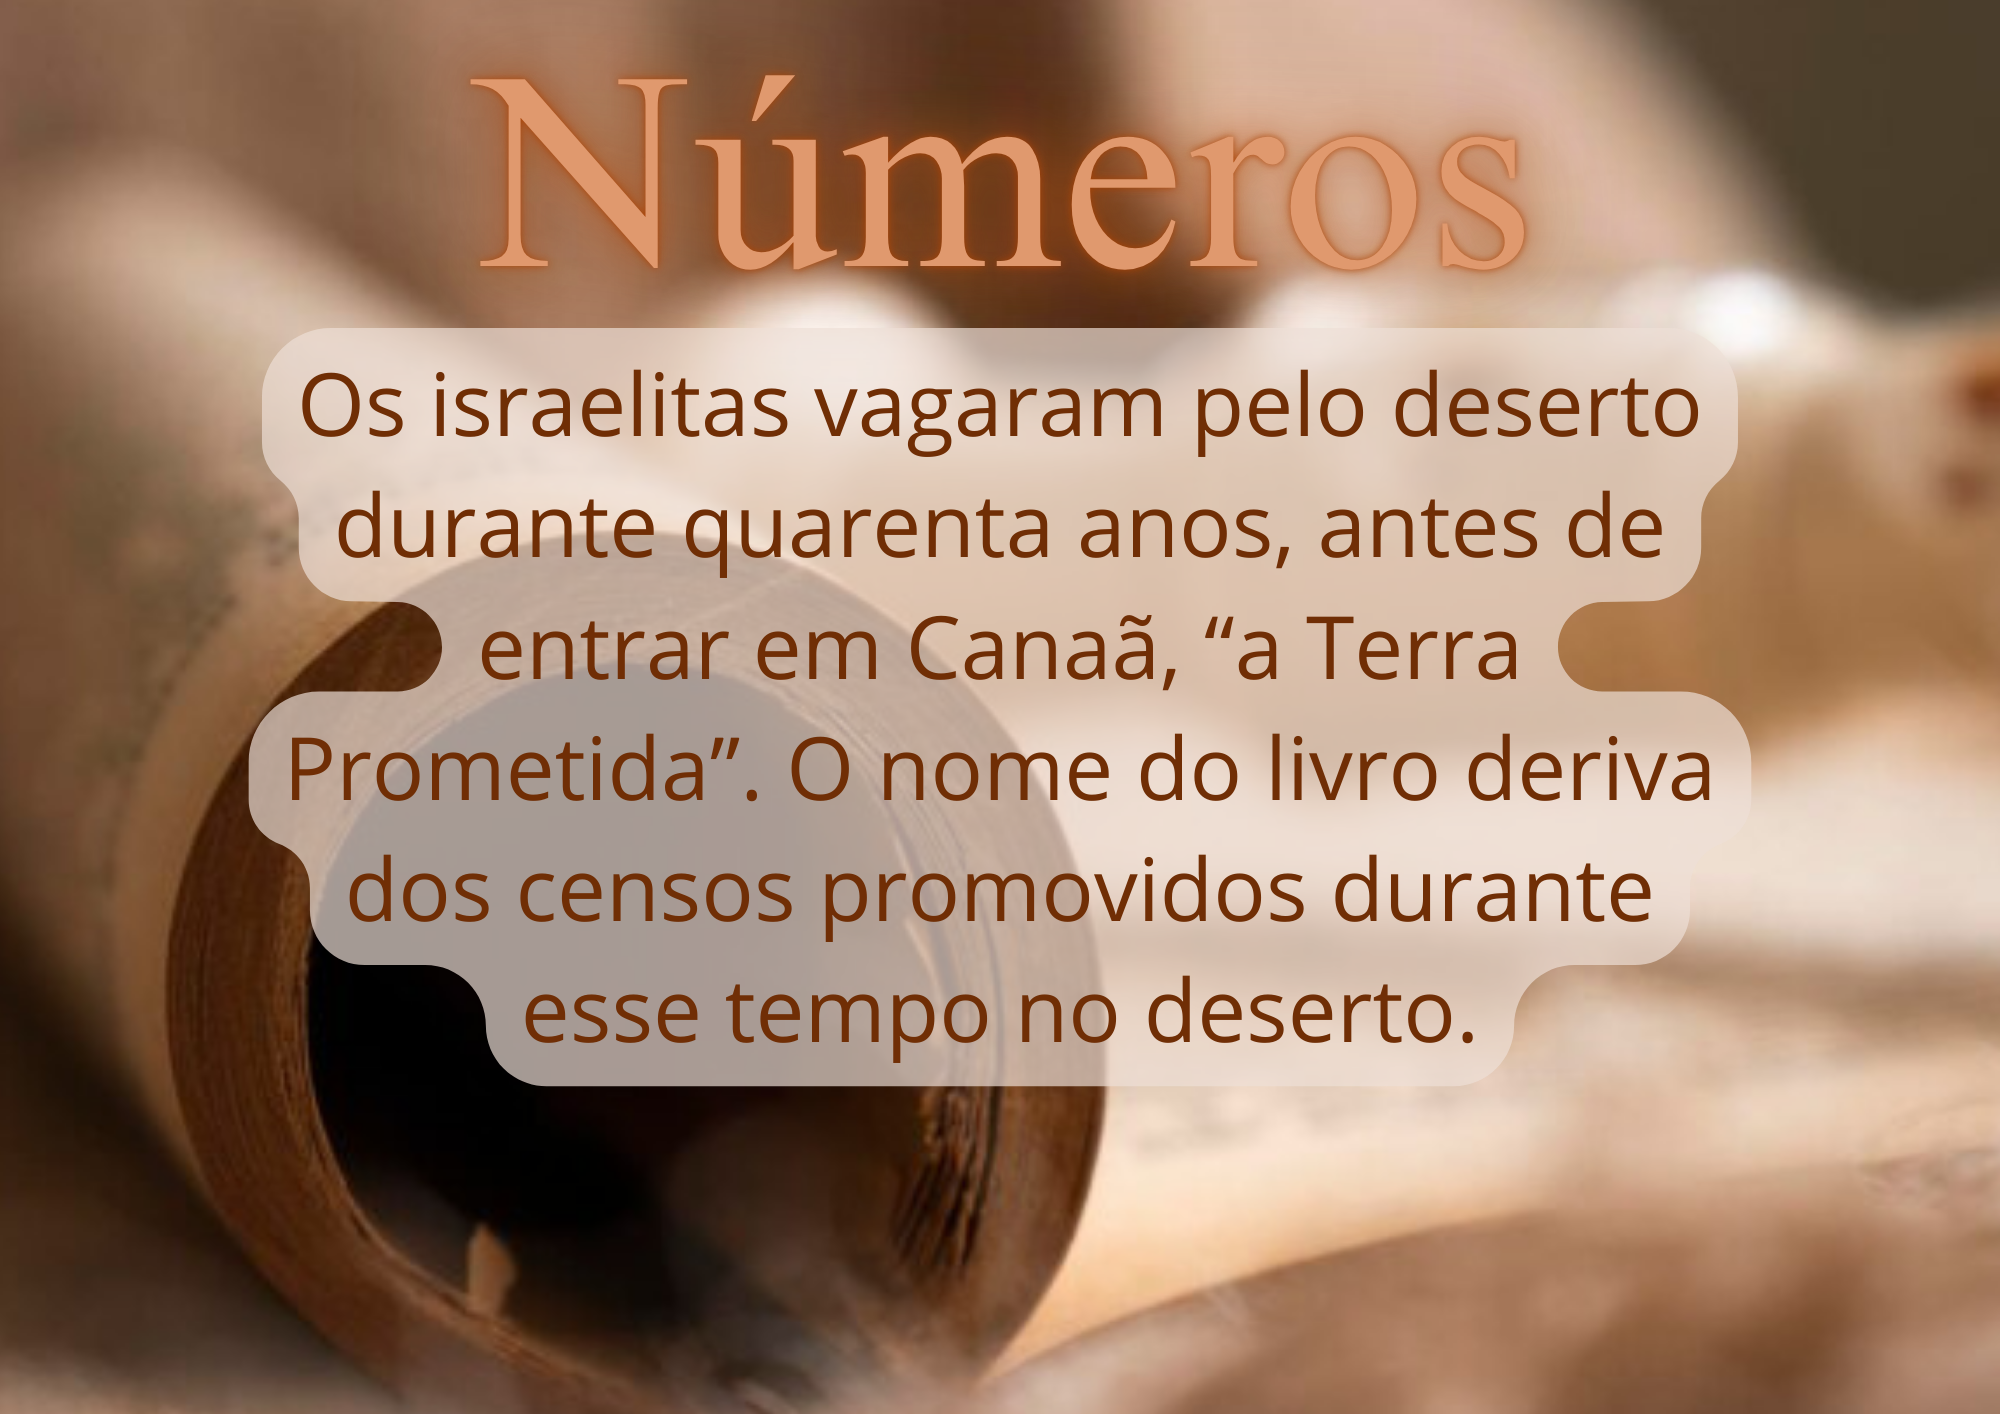 Números
Os israelitas vagaram pelo deserto
durante quarenta anos, antes de
entrar em Canaã, “a Terra
Prometida”. O nome do livro deriva
dos censos promovidos durante
esse tempo no deserto.